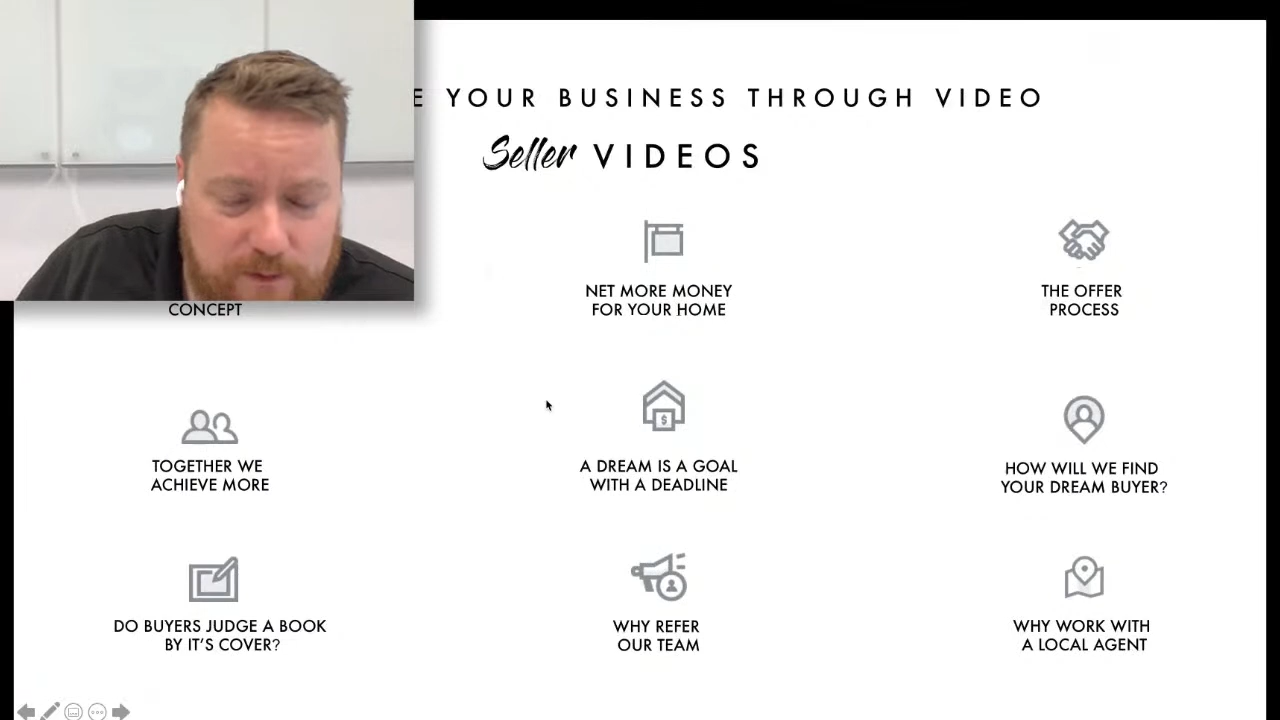 YOUR BUSINESS THROUGH VIDEO
Seller VIDEOS
CONCEPT
NET MORE MONEY
FOR YOUR HOME
THE OFFER
PROCESS
TOGETHER WE
ACHIEVE MORE
A DREAM IS A GOAL
WITH A DEADLINE
HOW WILL WE FIND
YOUR DREAM BUYER?
DO BUYERS JUDGE A BOOK
BY IT'S COVER?
WHY REFER
OUR TEAM
WHY WORK WITH
A LOCAL AGENT